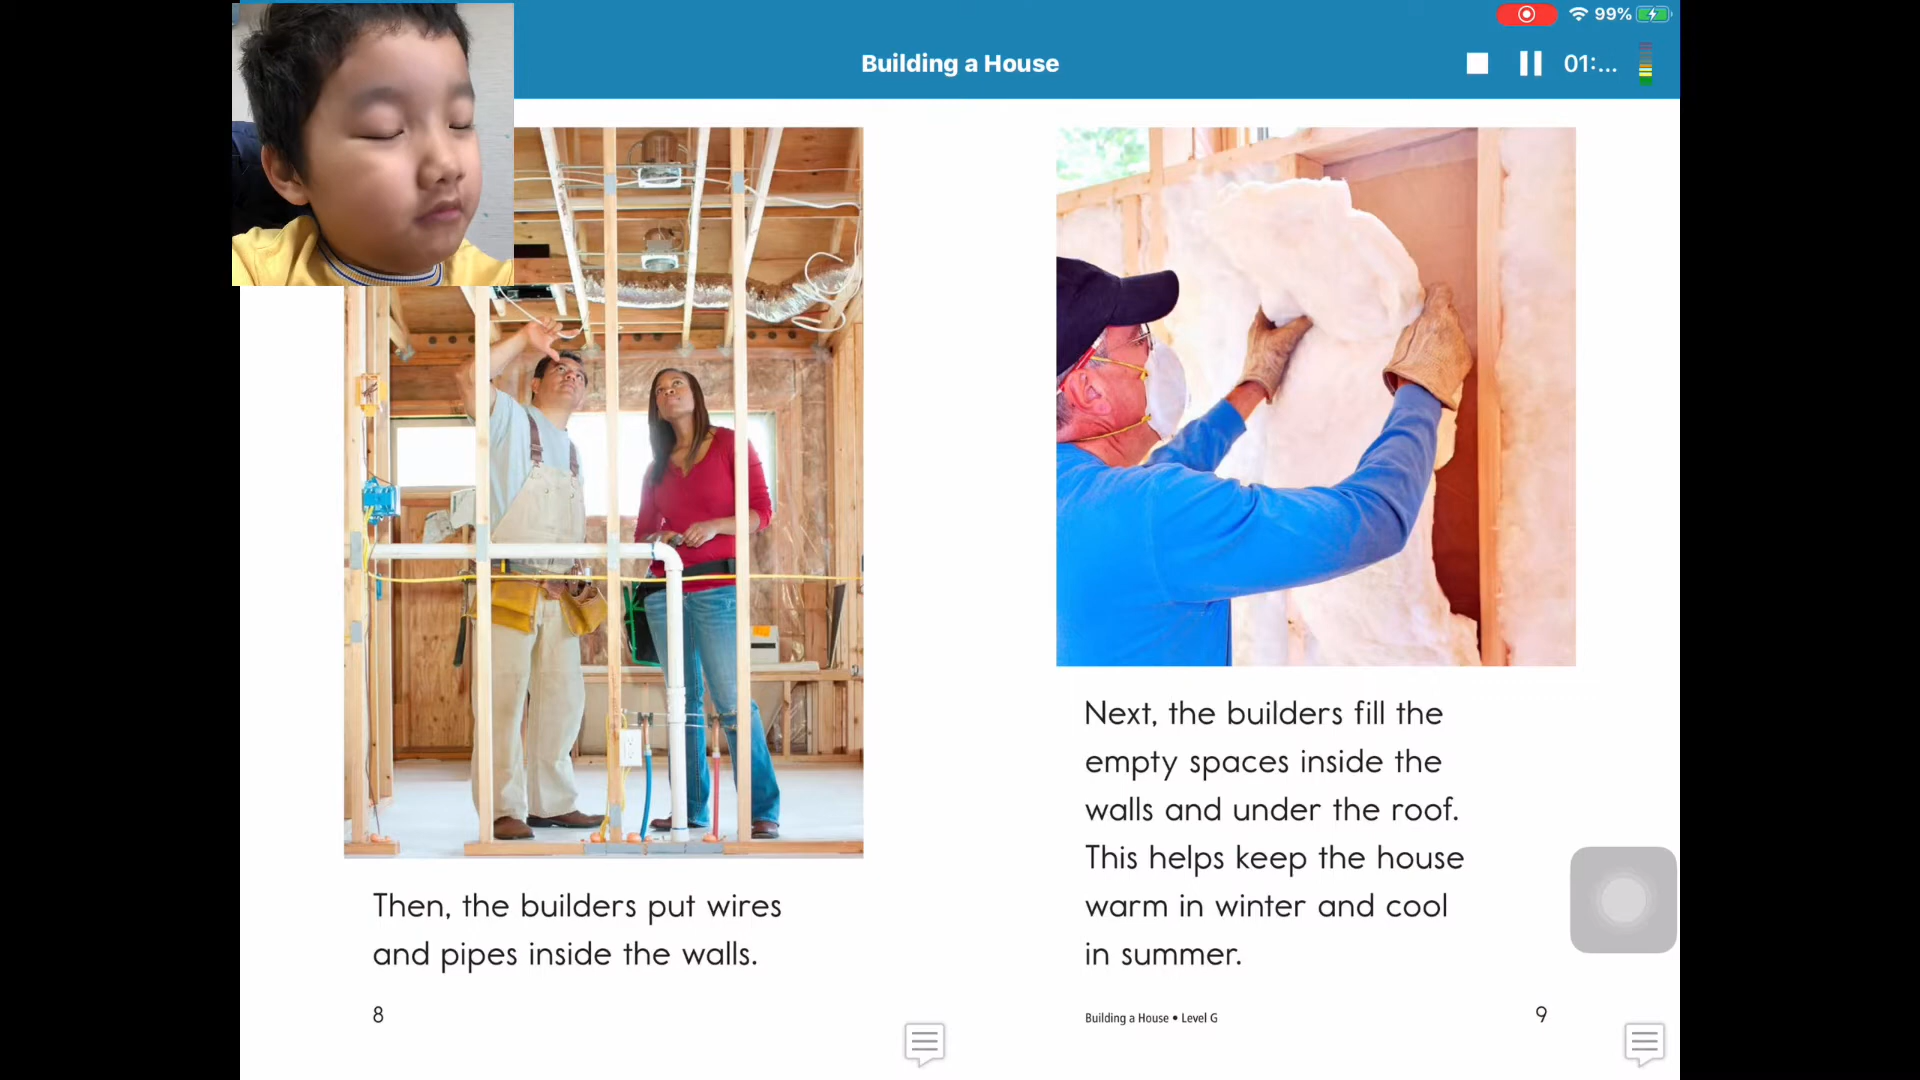 99%
Building a House
01:...
Then, the builders put wires
and pipes inside the walls.
8
Next, the builders fill the
empty spaces inside the
walls and under the roof.
This helps keep the house
warm in winter and cool
in summer.
Building a House • Level G
9